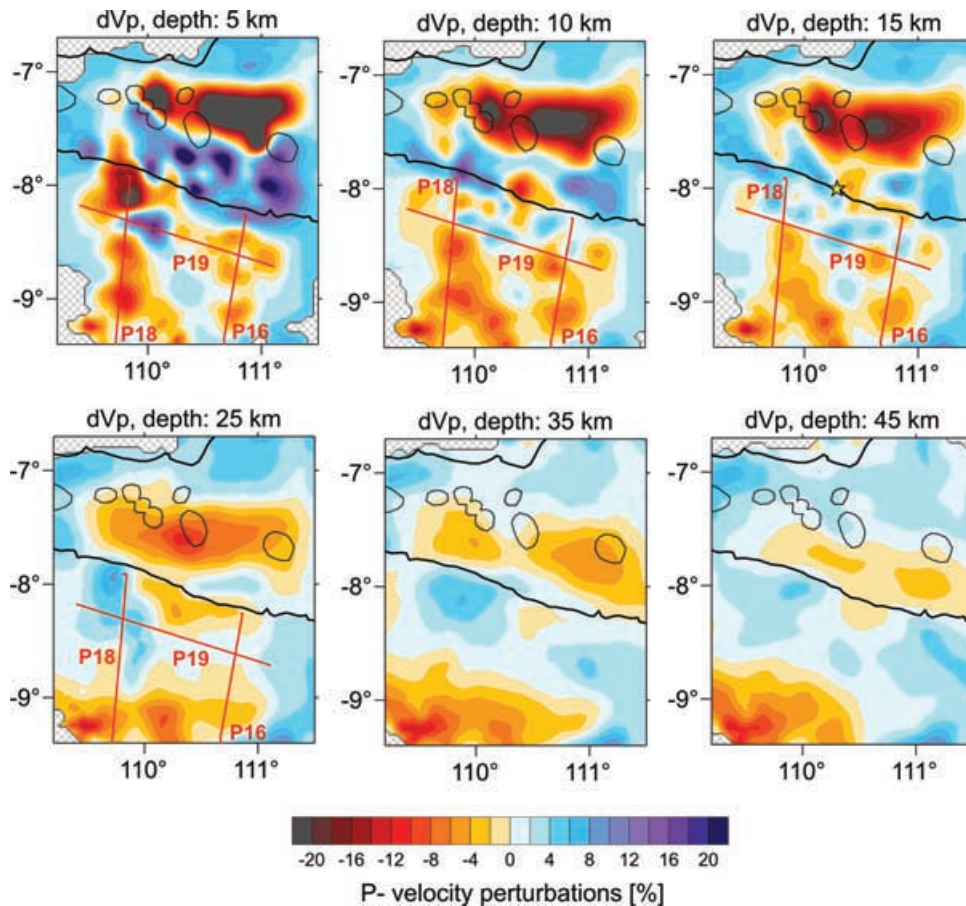 dVp, depth: 5 km
dVp, depth: 10 km
dVp, depth: 15 km
-7°
-8°
-9°
P18
P19
P18
P16
110°
111°
-7°
-8°
-9°
P18
P19
P16
110°
111°
-7°
-8°
-9°
P18
P19
P16
110°
111°
dVp, depth: 25 km
dVp, depth: 35 km
dVp, depth: 45 km
-7°
-8°
-9°
P18
P19
P16
110°
111°
-7°
-8°
-9°
110°
111°
-7°
-8°
-9°
110°
111°
-20 -16 -12 -8 -4 0 4 8 12 16 20
P- velocity perturbations [%]